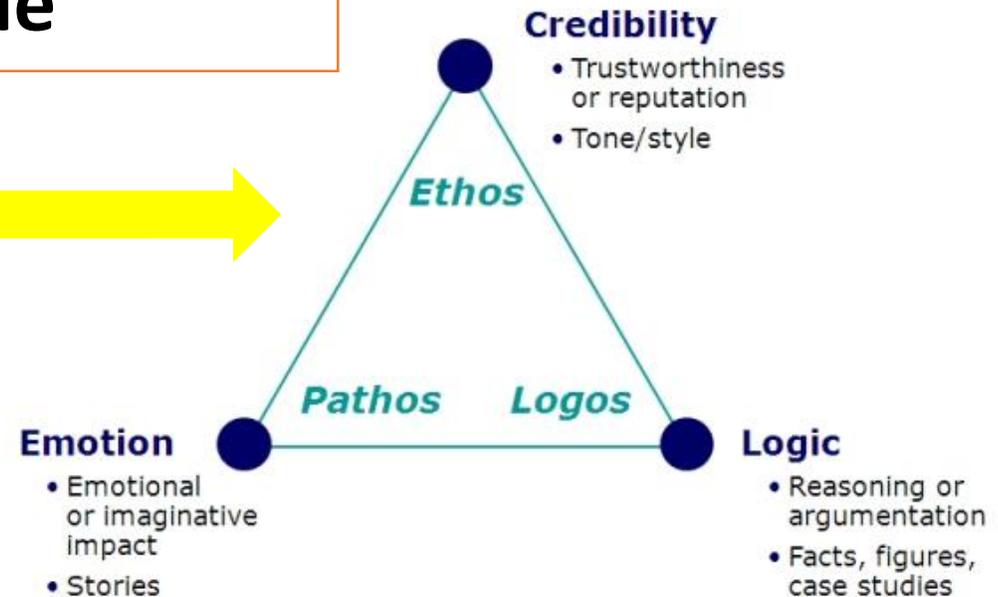 Credibility
• Trustworthiness
or reputation
• Tone/style
Ethos
Pathos Logos
Emotion
• Emotional
or imaginative
impact
• Stories
Logic
• Reasoning or
argumentation
• Facts, figures,
case studies